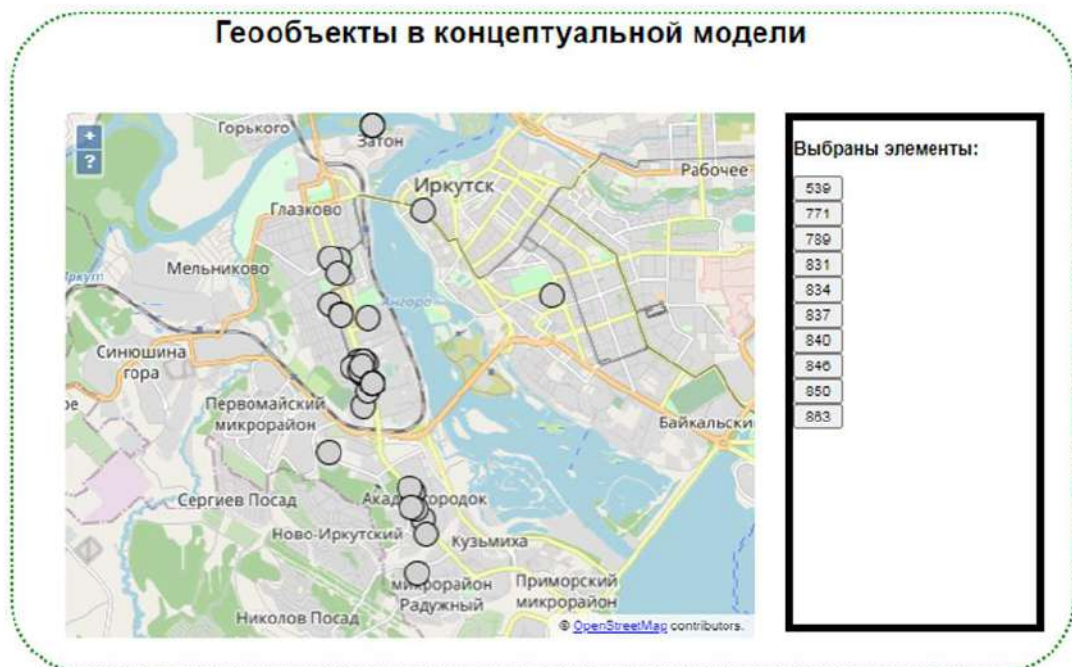 Геообъекты в концептуальной модели
+
?
Горького
Затон
Рабочее
Иркутск
Глазково
Мельниково
Иркут
Ангара
Синюшина
гора
ре
Первомайский
микрорайон
Байкальски
Сергиев Посад
Ново-Иркутский
Кузьмиха
микрорайон
Радужный
Приморский
микрорайон
Николов Посад
© OpenStreetMap contributors.
Выбраны элементы:
539
771
789
831
834
837
840
846
850
863